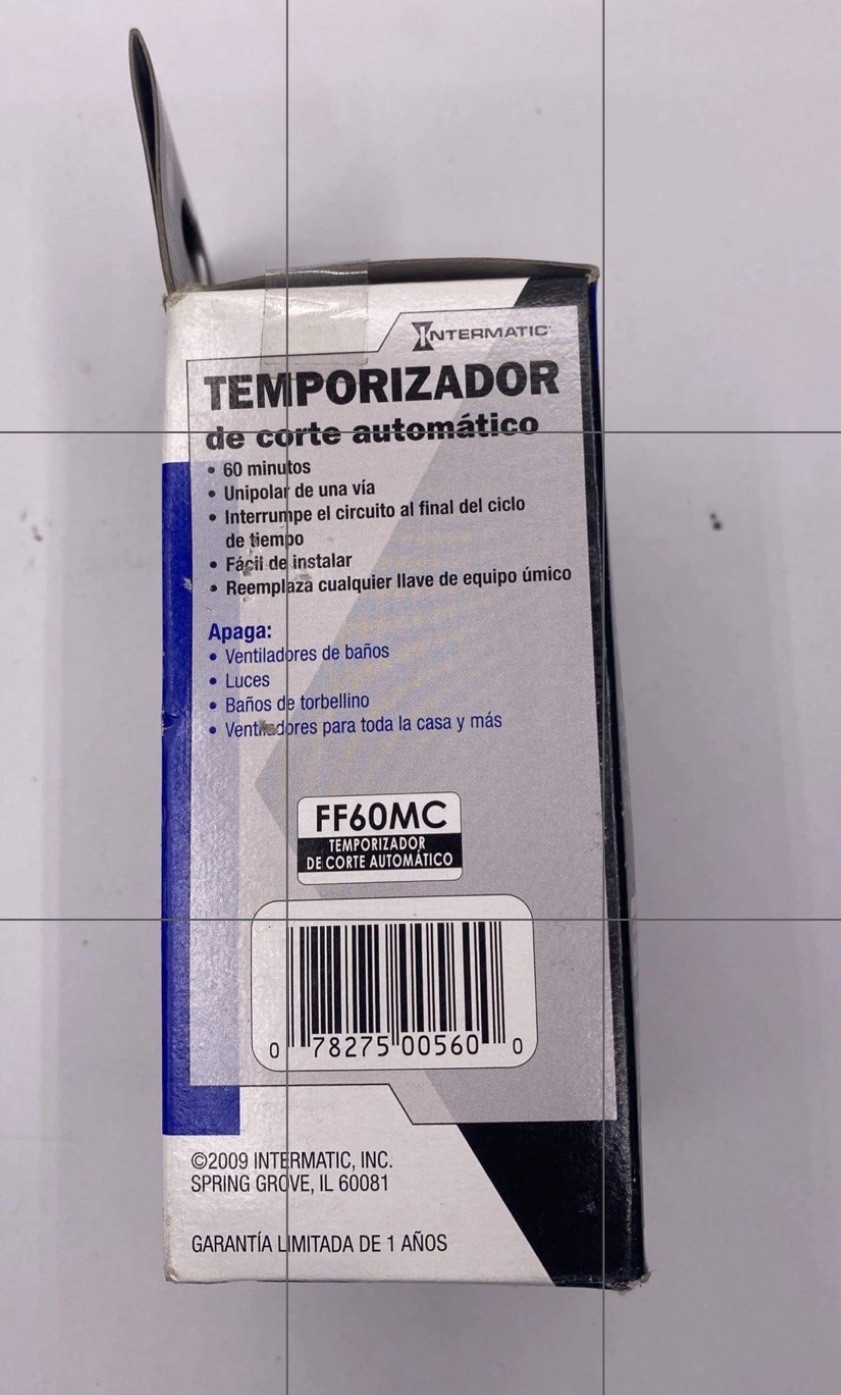 INTERMATIC
TEMPORIZADOR
de corte automático
• 60 minutos
• Unipolar de una vía
• Interrumpe el circuito al final del ciclo
de tiempo
• Fácil de instalar
• Reemplaza cualquier llave de equipo úmico
Apaga:
• Ventiladores de baños
• Luces
• Baños de torbellino
• Ventiladores para toda la casa y más
FF60MC
TEMPORIZADOR
DE CORTE AUTOMÁTICO
0 78275 00560 0
©2009 INTERMATIC, INC.
SPRING GROVE, IL 60081
GARANTÍA LIMITADA DE 1 AÑOS